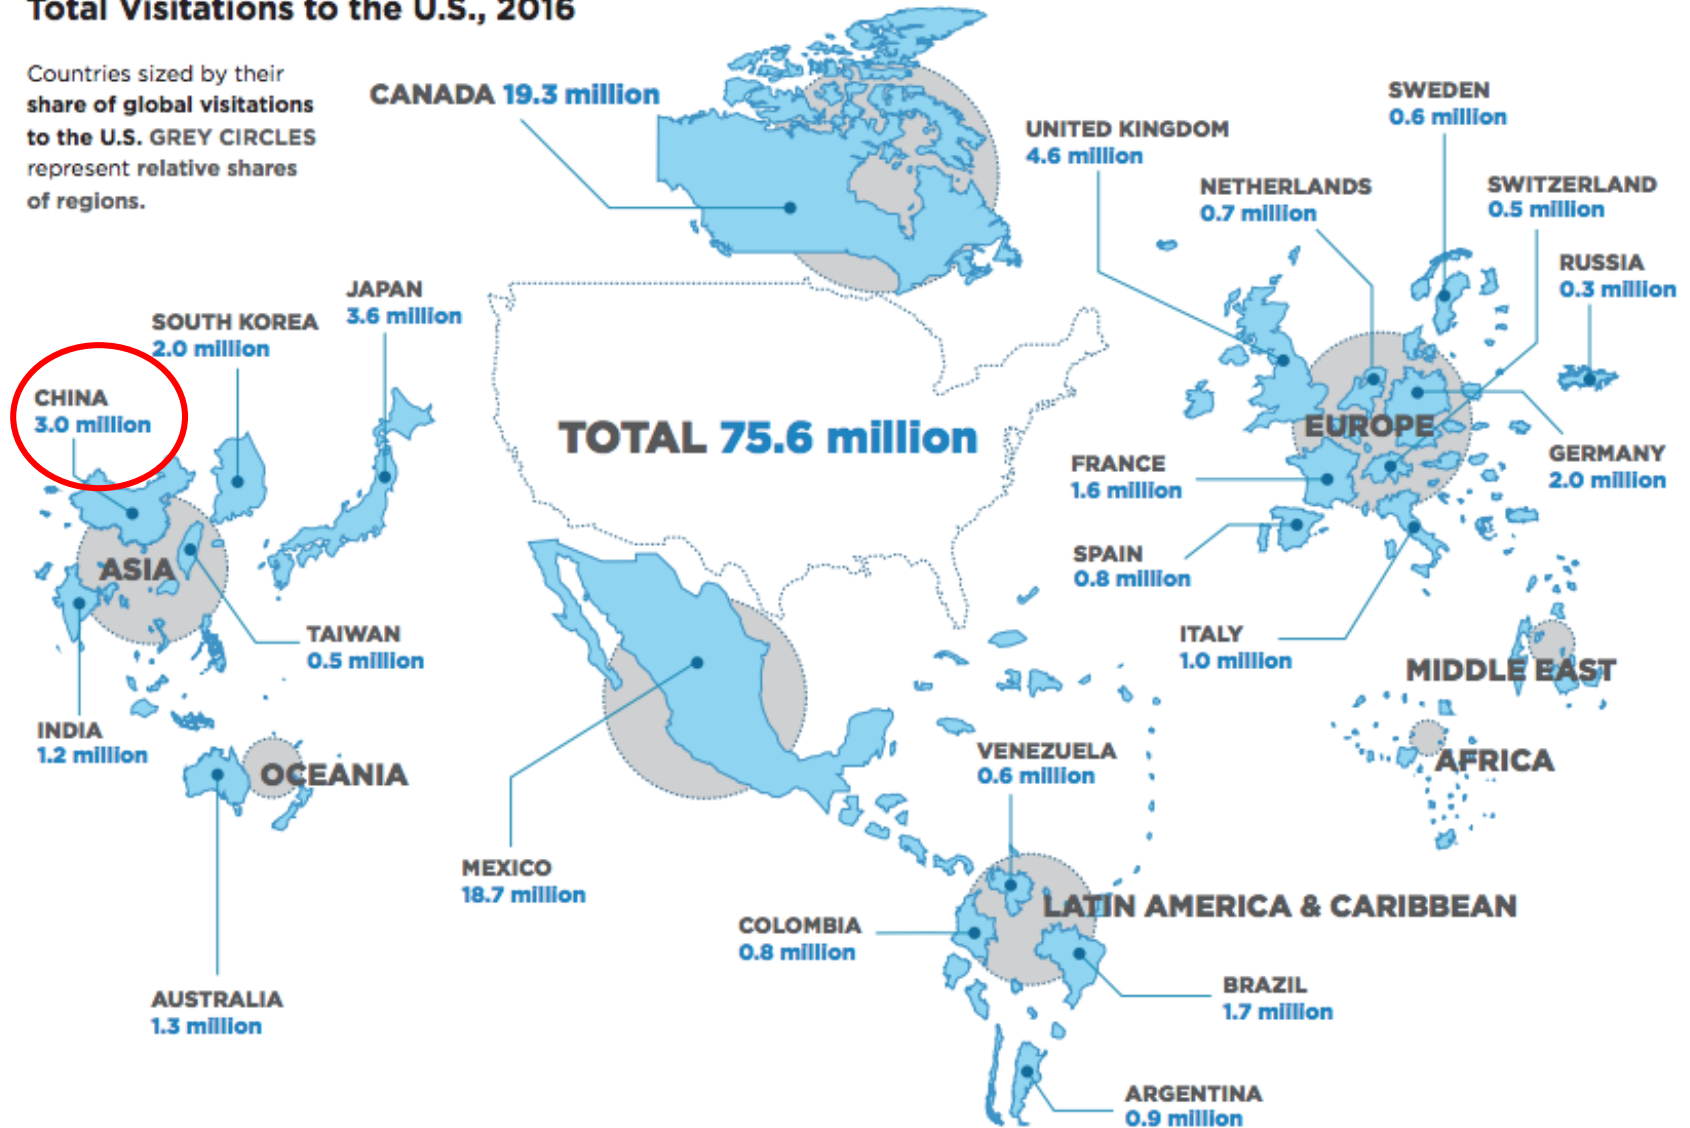 Total Visitations to the U.S., 2016
Countries sized by their
share of global visitations
to the U.S. GREY CIRCLES
represent relative shares
of regions.
CANADA 19.3 million
UNITED KINGDOM
4.6 million
SWEDEN
0.6 million
NETHERLANDS
0.7 million
SWITZERLAND
0.5 million
RUSSIA
0.3 million
JAPAN
3.6 million
SOUTH KOREA
2.0 million
CHINA
3.0 million
TOTAL 75.6 million
EUROPE
FRANCE
1.6 million
GERMANY
2.0 million
SPAIN
0.8 million
ITALY
1.0 million
ASIA
TAIWAN
0.5 million
INDIA
1.2 million
OCEANIA
AUSTRALIA
1.3 million
MEXICO
18.7 million
MIDDLE EAST
AFRICA
VENEZUELA
0.6 million
LATIN AMERICA & CARIBBEAN
COLOMBIA
0.8 million
BRAZIL
1.7 million
ARGENTINA
0.9 million